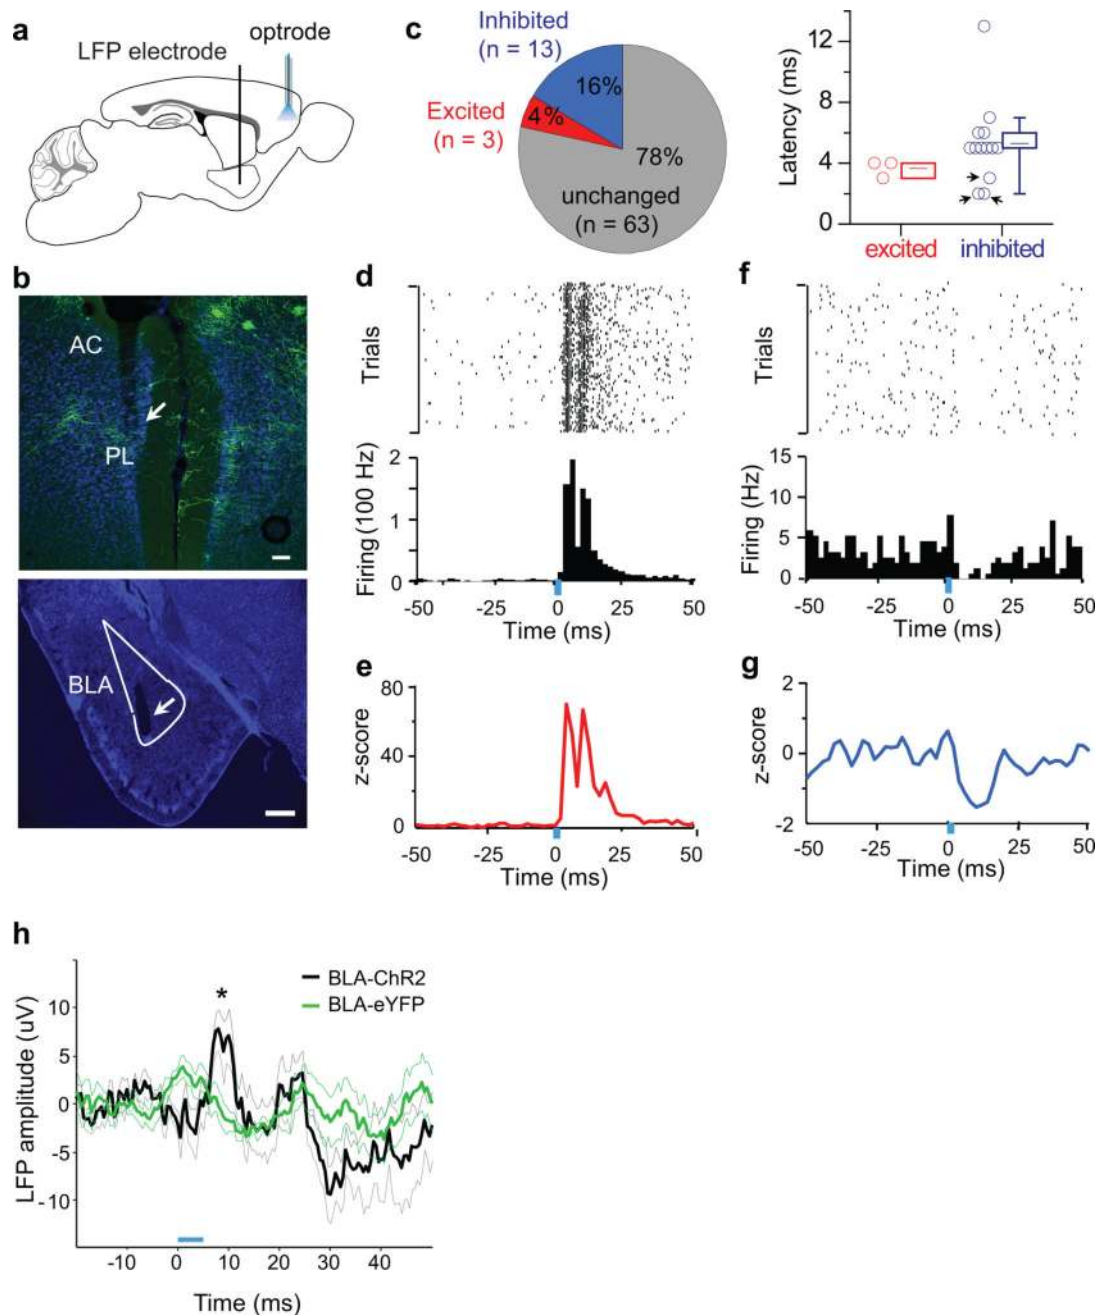 a
LFP electrode
optrode
b
AC
PL
BLA
c
Inhibited
(n = 13)
Excited
(n = 3)
16%
4%
78%
unchanged
(n = 63)
Latency (ms)
12
8
4
0
excited
inhibited
d
Trials
Firing (100 Hz)
2
1
0
-50
-25
0
25
50
Time (ms)
e
z-score
80
40
0
-50
-25
0
25
50
Time (ms)
f
Trials
Firing (Hz)
15
10
5
0
-50
-25
0
25
50
Time (ms)
g
z-score
2
0
-2
-50
-25
0
25
50
Time (ms)
h
LFP amplitude (uV)
10
5
0
-5
-10
*
BLA-ChR2
BLA-eYFP
-10
0
10
20
30
40
Time (ms)